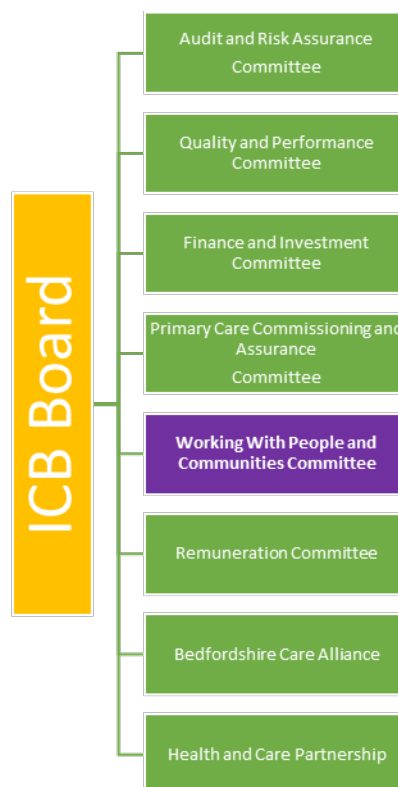 ICB Board
Audit and Risk Assurance
Committee
Quality and Performance
Committee
Finance and Investment
Committee
Primary Care Commissioning and
Assurance
Committee
Working With People and
Communities Committee
Remuneration Committee
Bedfordshire Care Alliance
Health and Care Partnership